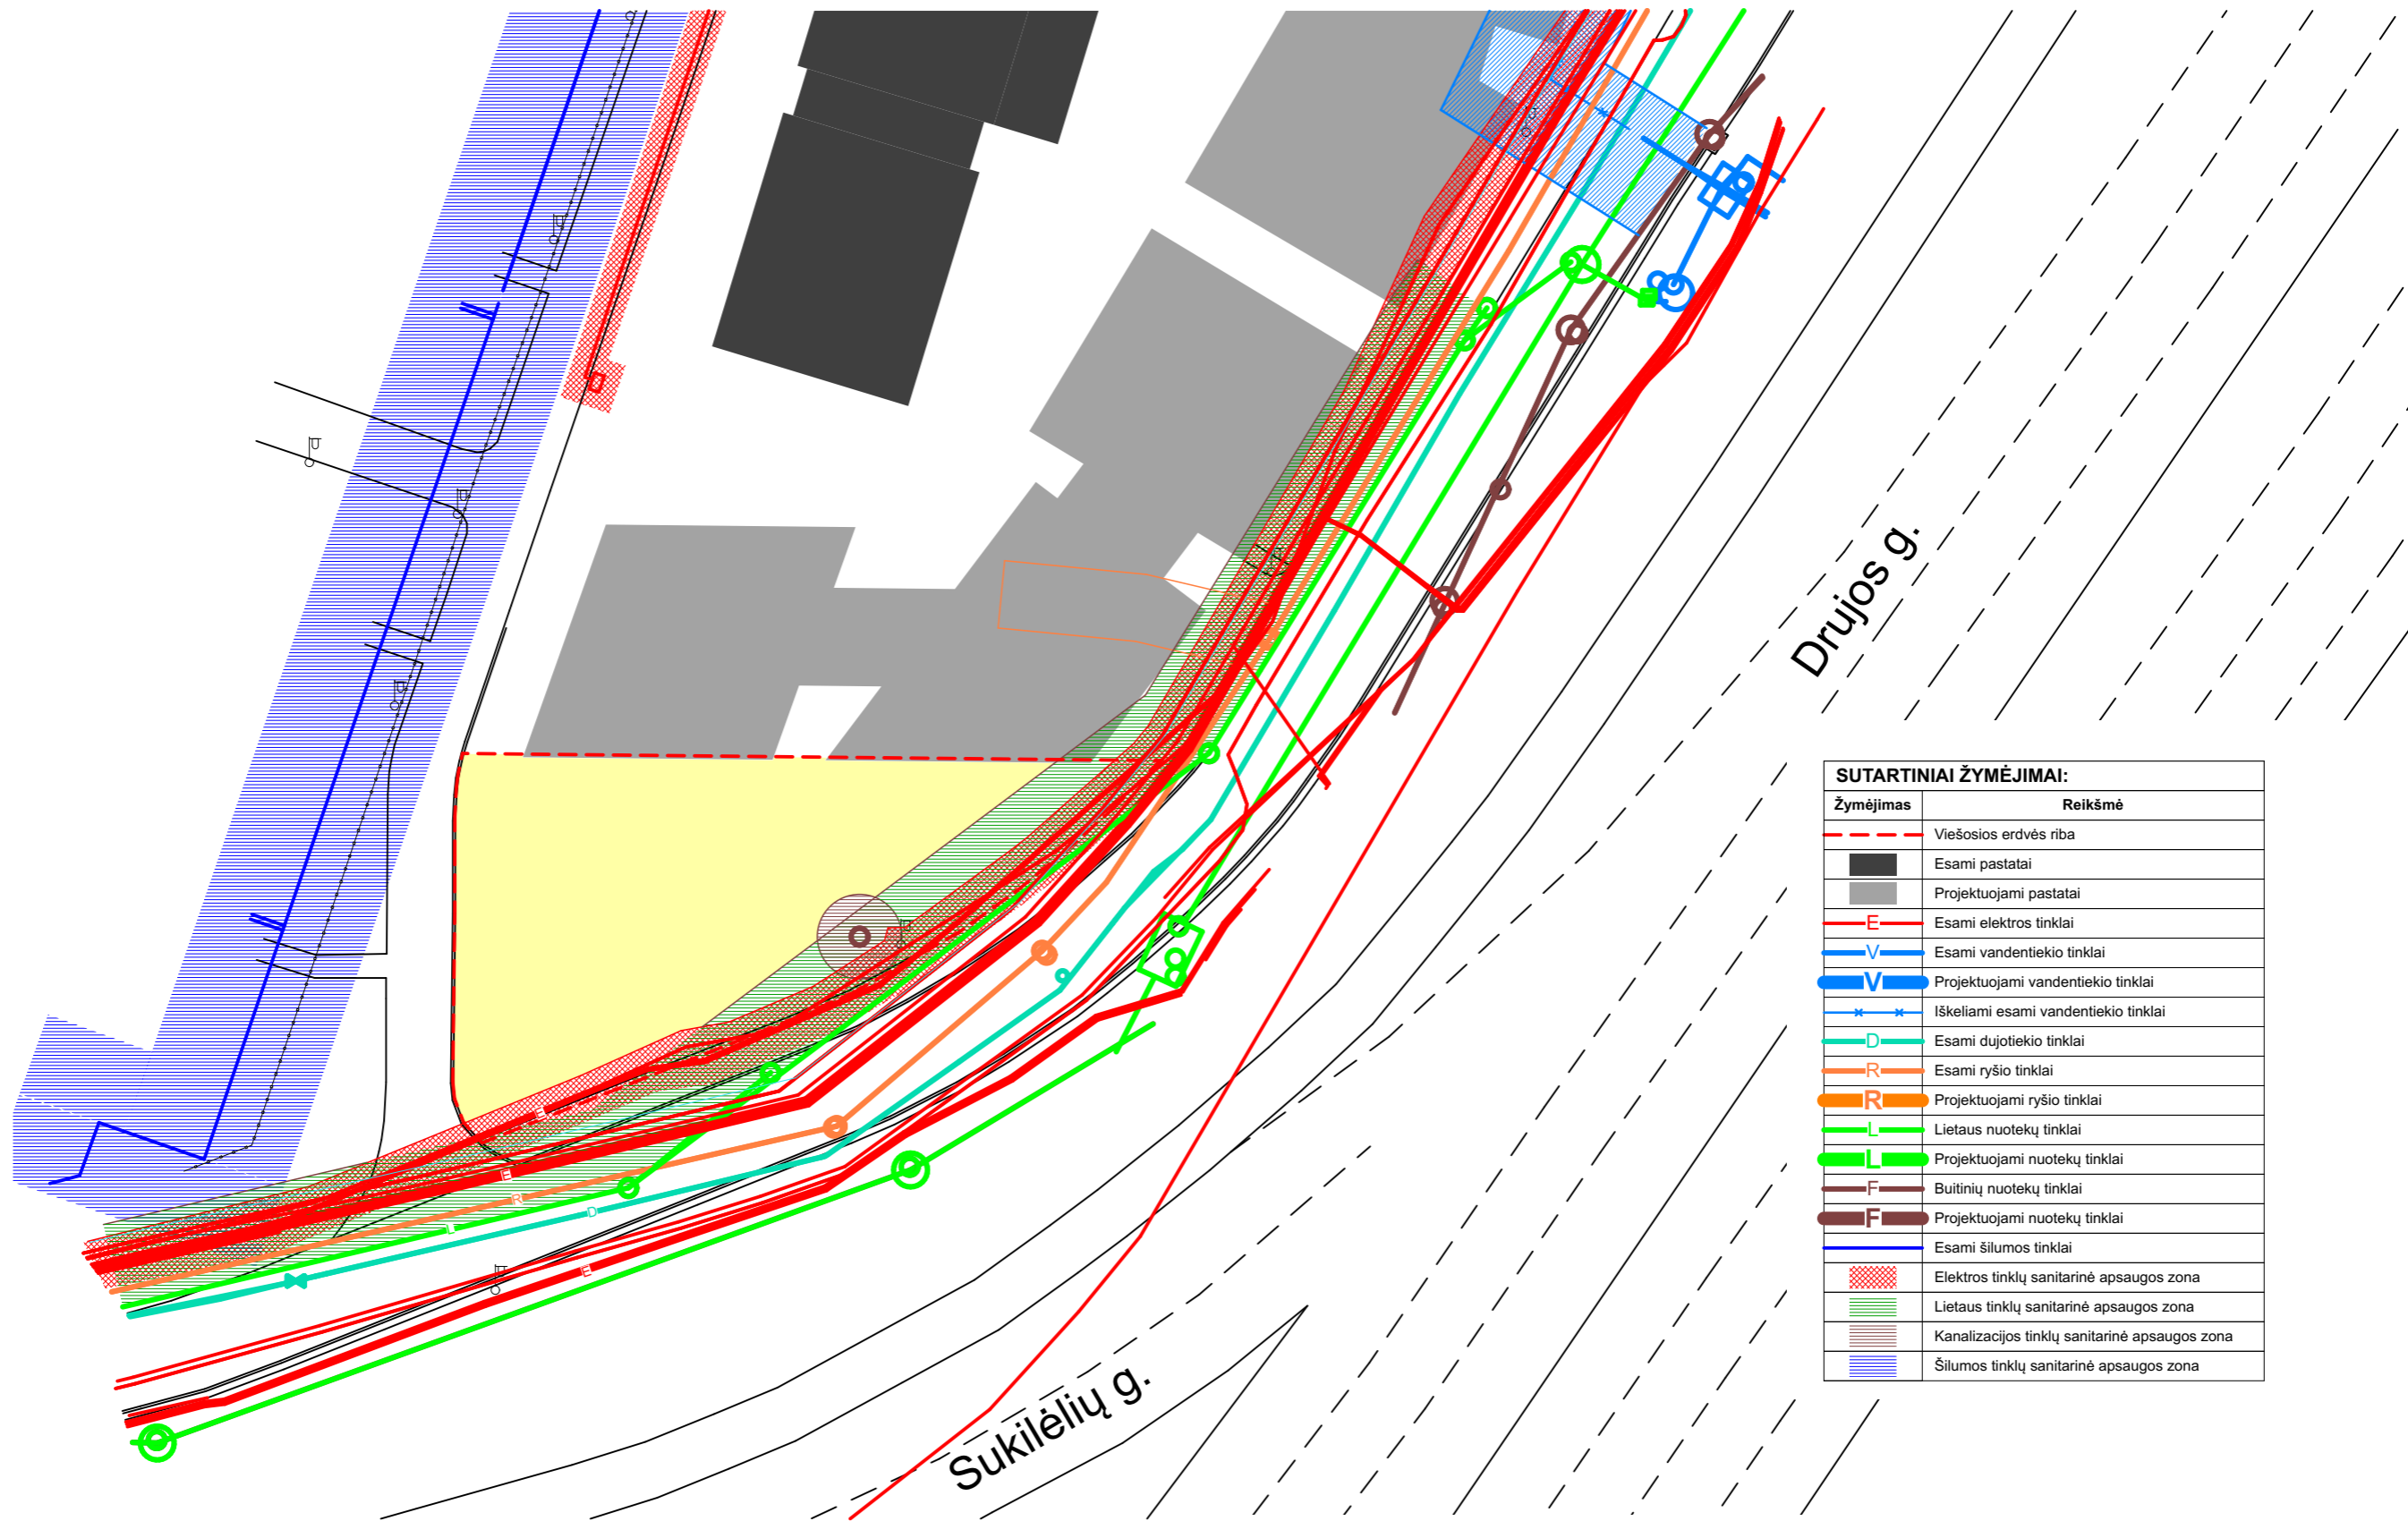 Drujos g.
Sukilėlių g.
E
E
R
L
D
E
SUTARTINIAI ŽYMĖJIMAI:
Žymėjimas Reikšmė
Viešosios erdvės riba
Esami pastatai
Projektuojami pastatai
E Esami elektros tinklai
V Esami vandentiekio tinklai
V Projektuojami vandentiekio tinklai
Iškeliami esami vandentiekio tinklai
D Esami dujotiekio tinklai
R Esami ryšio tinklai
R Projektuojami ryšio tinklai
L Lietaus nuotekų tinklai
L Projektuojami nuotekų tinklai
F Buitinių nuotekų tinklai
F Projektuojami nuotekų tinklai
Esami šilumos tinklai
Elektros tinklų sanitarinė apsaugos zona
Lietaus tinklų sanitarinė apsaugos zona
Kanalizacijos tinklų sanitarinė apsaugos zona
Šilumos tinklų sanitarinė apsaugos zona